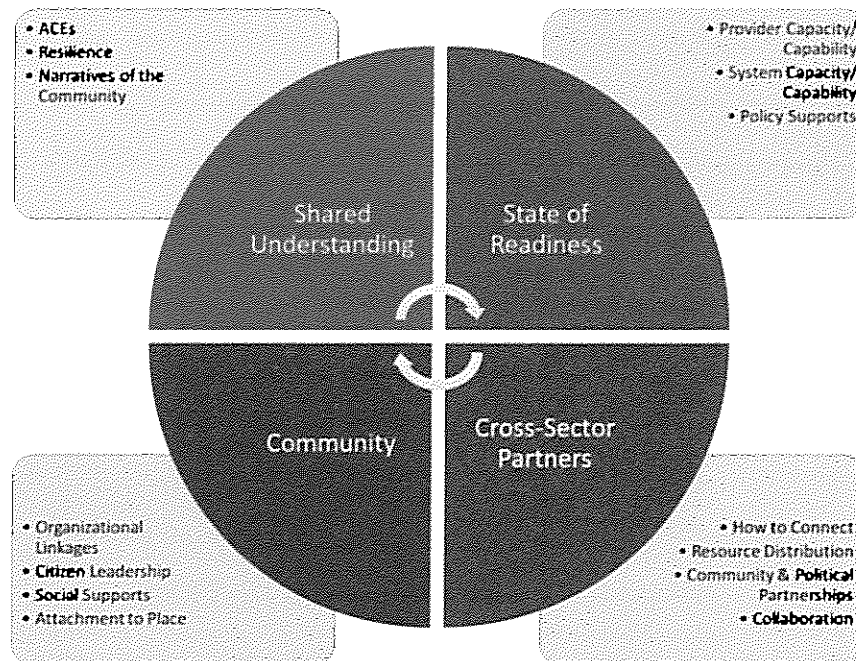 • ACEs
• Resilience
• Narratives of the
Community
• Provider Capacity/
Capability
• System Capacity/
Capability
• Policy Supports
Shared
Understanding
State of
Readiness
Community
Cross-Sector
Partners
• Organizational
Linkages
• Citizen Leadership
• Social Supports
• Attachment to Place
• How to Connect
• Resource Distribution
• Community & Political
Partnerships
• Collaboration